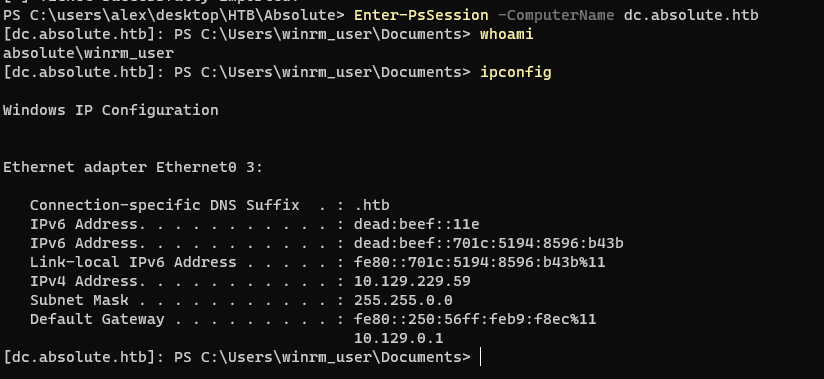 PS C:\users\alex\desktop\HTB\Absolute> Enter-PsSession -ComputerName dc.absolute.htb
[dc.absolute.htb]: PS C:\Users\winrm_user\Documents> whoami
absolute\winrm_user
[dc.absolute.htb]: PS C:\Users\winrm_user\Documents> ipconfig
Windows IP Configuration
Ethernet adapter Ethernet0 3:
Connection-specific DNS Suffix  . : .htb
IPv6 Address. . . . . . . . . . . : dead:beef::11e
IPv6 Address. . . . . . . . . . . : dead:beef::701c:5194:8596:b43b
Link-local IPv6 Address . . . . . : fe80::701c:5194:8596:b43b%11
IPv4 Address. . . . . . . . . . . : 10.129.229.59
Subnet Mask . . . . . . . . . . . : 255.255.0.0
Default Gateway . . . . . . . . . : fe80::250:56ff:feb9:f8ec%11
10.129.0.1
[dc.absolute.htb]: PS C:\Users\winrm_user\Documents>